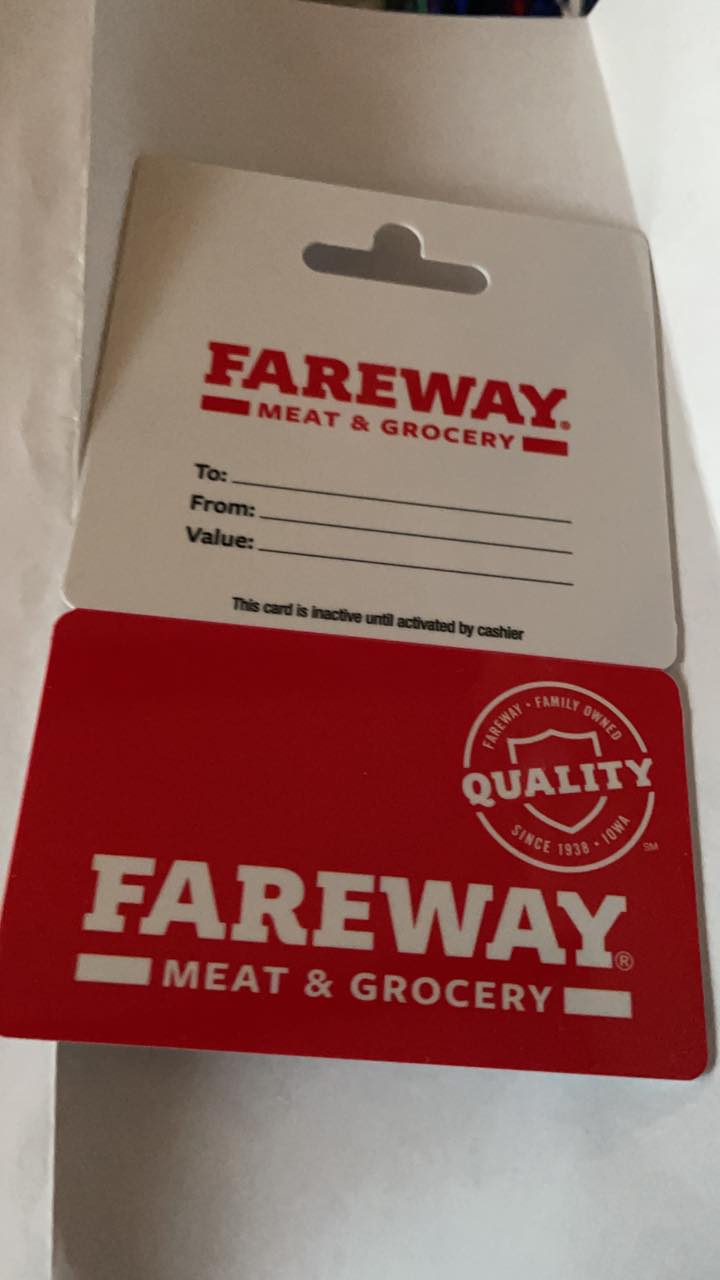 FAREWAY®
MEAT & GROCERY
To:
From:
Value:
This card is inactive until activated by cashier
FAREWAY • FAMILY OWNED
QUALITY
SINCE 1938 • IOWA
SM
FAREWAY®
MEAT & GROCERY